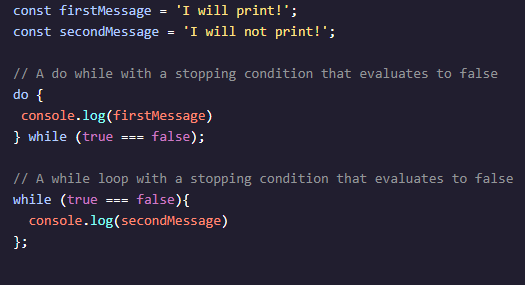 const firstMessage = 'I will print!';
const secondMessage = 'I will not print!';
// A do while with a stopping condition that evaluates to false
do {
 console.log(firstMessage)
} while (true === false);
// A while loop with a stopping condition that evaluates to false
while (true === false){
  console.log(secondMessage)
};